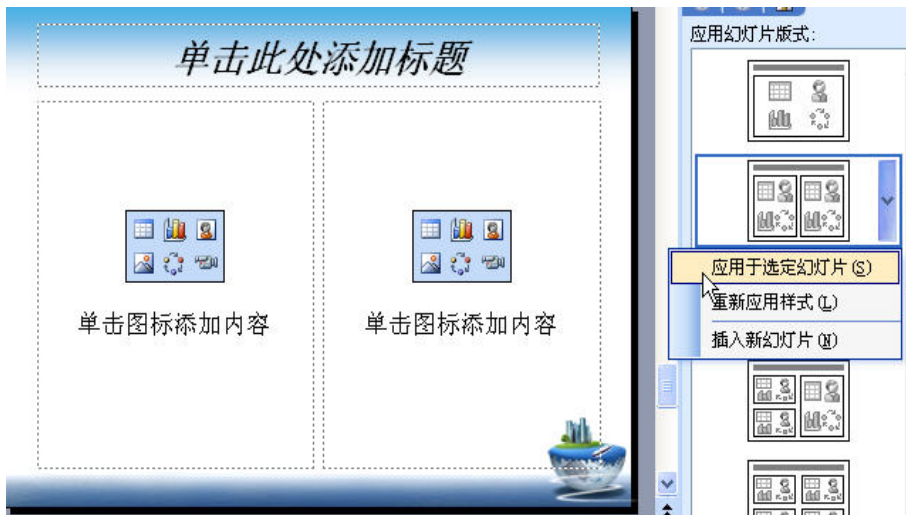 单击此处添加标题
单击图标添加内容
单击图标添加内容
应用幻灯片版式：
应用于选定幻灯片(S)
重新应用样式(L)
插入新幻灯片(N)